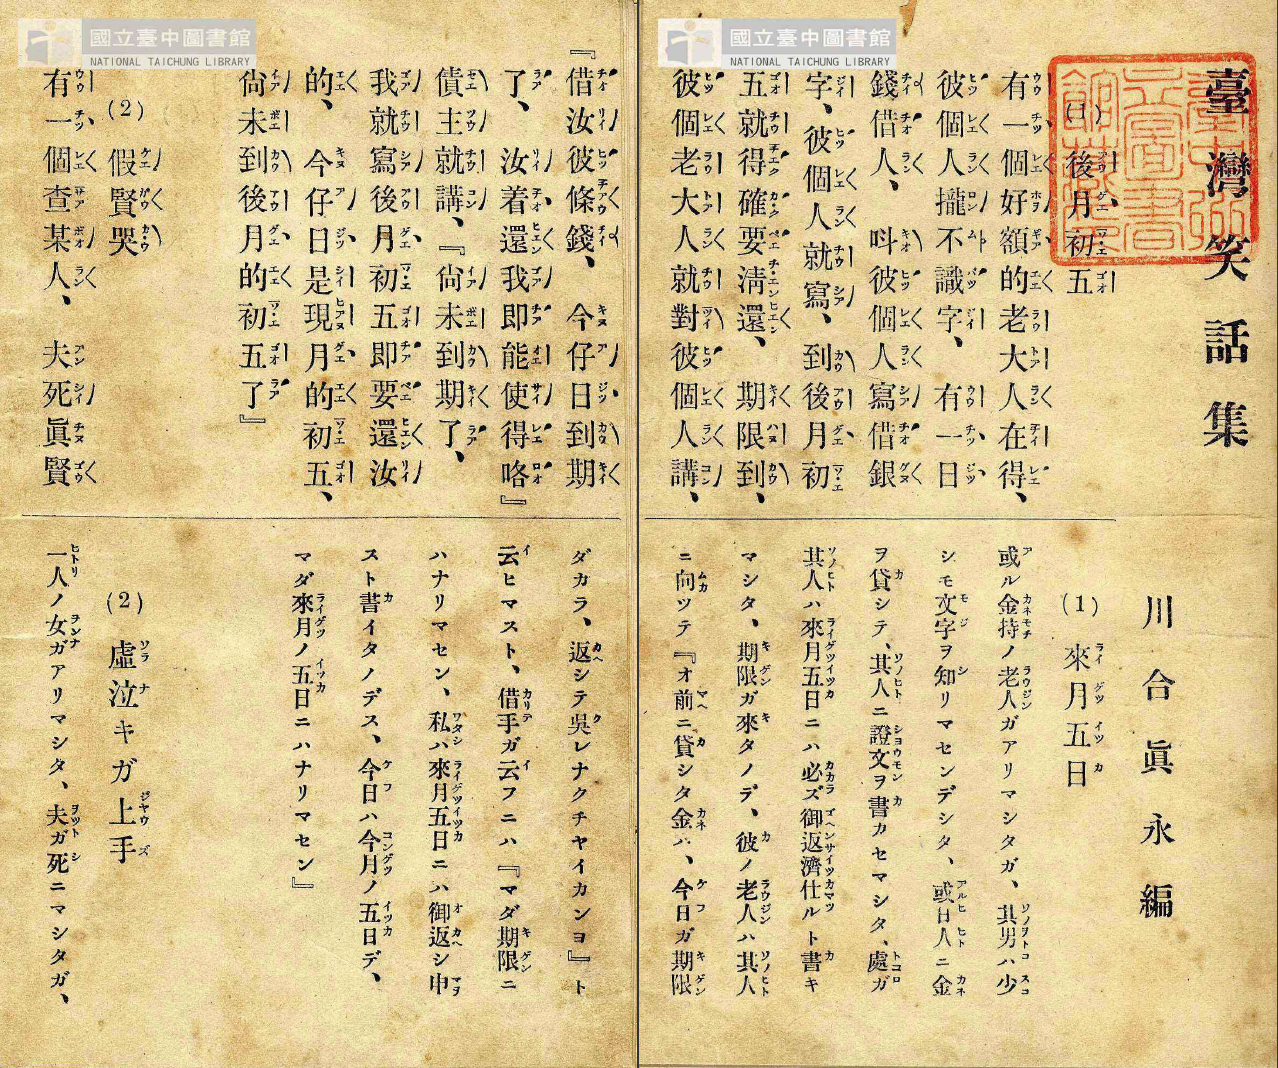 國立臺中圖書館
NATIONAL TAICHUNG LIBRARY
臺灣笑話集
川合眞永編
(1) 後月初五
有一個好額的老大人在得、
彼個人攏不識字、有一日
錢借人、呌彼個人寫借銀
字、彼個人就寫、到後月初
五就得確要淸還、期限到、
彼個老大人就對彼個人講、
(1) 來月五日
或ル金持ノ老人ガアリマシタガ、其男ハ少
シモ文字ヲ知リマセンデシタ、或日人ニ金
ヲ貸シテ、其人ニ證文ヲ書カセマシタ、處ガ
其人ハ來月五日ニハ必ズ御返濟仕ルト書キ
マシタ、期限ガ來タノデ、彼ノ老人ハ其人
ニ向ツテ『オ前ニ貸シタ金ハ、今日ガ期限
國立臺中圖書館
NATIONAL TAICHUNG LIBRARY
『借汝彼條錢、今仔日到期
了、汝着還我即能使得咯』
債主就講、『尙未到期了、
我就寫後月初五即要還汝
的、今仔日是現月的初五、
尙未到後月的初五了』
(2) 假賢哭
有一個查某人、夫死眞賢
ダカラ、返シテ吳レナクチヤイカンヨ』ト
云ヒマスト、借手ガ云フニハ『マダ期限ニ
ハナリマセン、私ハ來月五日ニハ御返シ申
スト書イタノデス、今日ハ今月ノ五日デ、
マダ來月ノ五日ニハナリマセン』
(2) 虛泣キガ上手
一人ノ女ガアリマシタ、夫ガ死ニマシタガ、